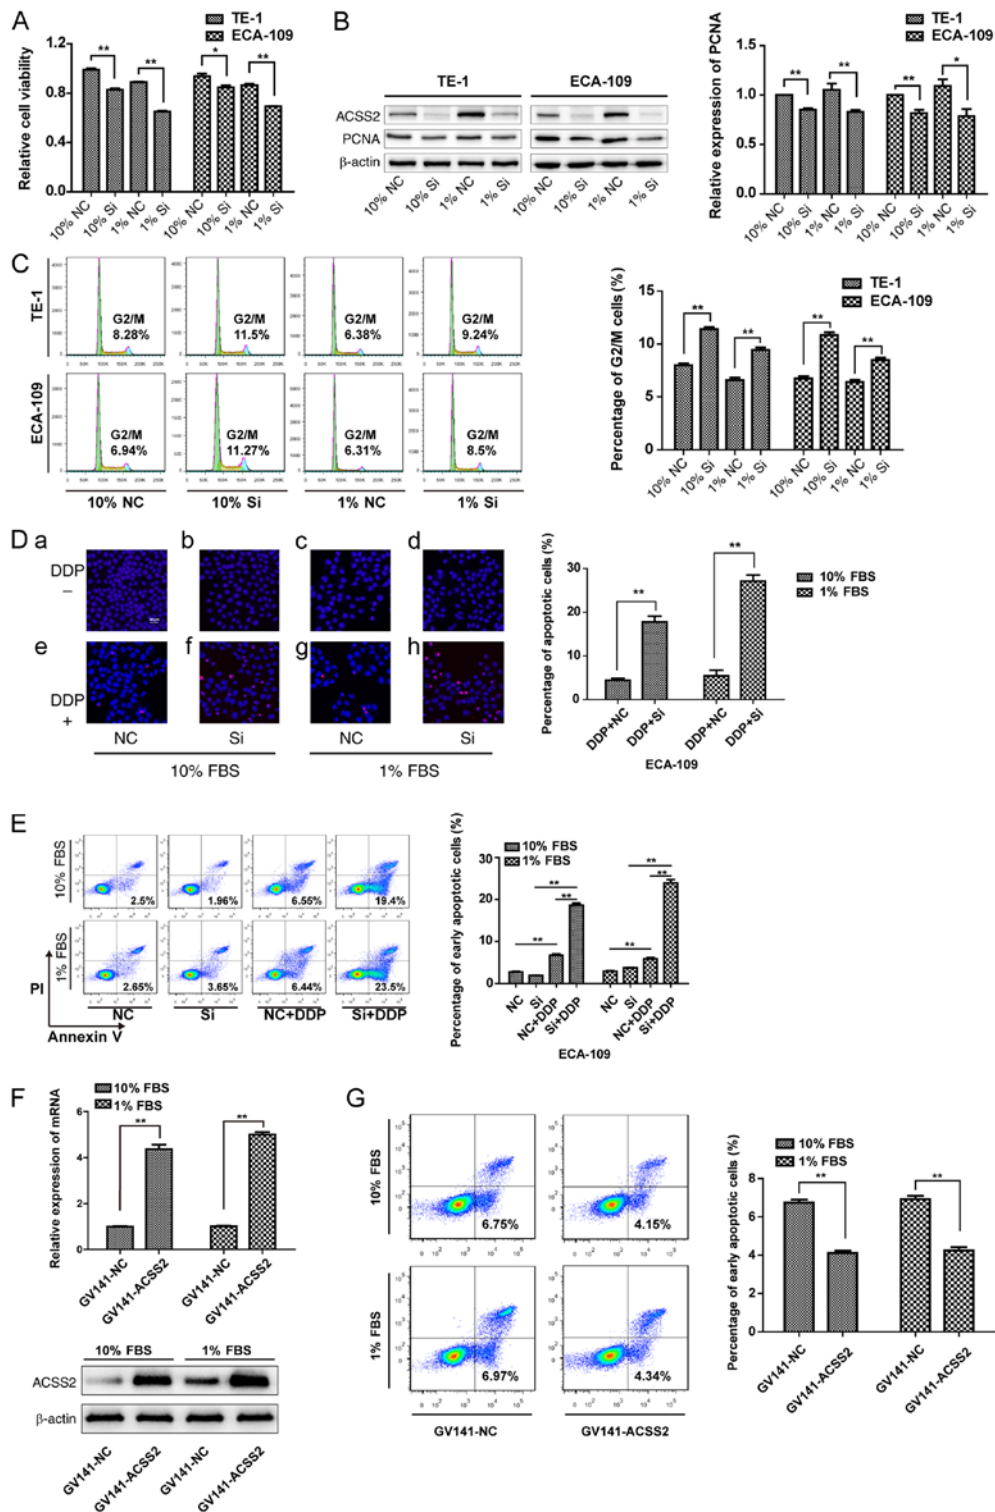 A
TE-1
ECA-109
Relative cell viability
1.2
0.8
0.4
0.0
** ** * **
10% NC 10% Si 1% NC 1% Si 10% NC 10% Si 1% NC 1% Si
B
TE-1 ECA-109
ACSS2
PCNA
β-actin
10% NC 10% Si 1% NC 1% Si 10% NC 10% Si 1% NC 1% Si
TE-1
ECA-109
Relative expression of PCNA
1.5
1.0
0.5
0.0
** ** ** *
10% NC 10% Si 1% NC 1% Si 10% NC 10% Si 1% NC 1% Si
C
TE-1
G2/M 8.28%
G2/M 11.5%
G2/M 6.38%
G2/M 9.24%
ECA-109
G2/M 6.94%
G2/M 11.27%
G2/M 6.31%
G2/M 8.5%
10% NC 10% Si 1% NC 1% Si
TE-1
ECA-109
Percentage of G2/M cells (%)
15
10
5
0
** ** ** **
10% NC 10% Si 1% NC 1% Si 10% NC 10% Si 1% NC 1% Si
D a b c d
DDP
–
e f g h
DDP
+
NC Si NC Si
10% FBS 1% FBS
10% FBS
1% FBS
Percentage of apoptotic cells (%)
30
20
10
0
** **
DDP+NC DDP+Si DDP+NC DDP+Si
ECA-109
E
10% FBS
2.5% 1.96% 6.55% 19.4%
1% FBS
2.65% 3.65% 6.44% 23.5%
PI
Annexin V
NC Si NC+DDP Si+DDP
10% FBS
1% FBS
Percentage of early apoptotic cells (%)
30
20
10
0
** ** ** ** ** **
NC Si NC+DDP Si+DDP NC Si NC+DDP Si+DDP
ECA-109
F
10% FBS
1% FBS
Relative expression of mRNA
6
4
2
0
** **
GV141-NC GV141-ACSS2 GV141-NC GV141-ACSS2
10% FBS 1% FBS
ACSS2
β-actin
GV141-NC GV141-ACSS2 GV141-NC GV141-ACSS2
G
10% FBS
6.75% 4.15%
1% FBS
6.97% 4.34%
GV141-NC GV141-ACSS2
10% FBS
1% FBS
Percentage of early apoptotic cells (%)
8
6
4
2
0
** **
GV141-NC GV141-ACSS2 GV141-NC GV141-ACSS2